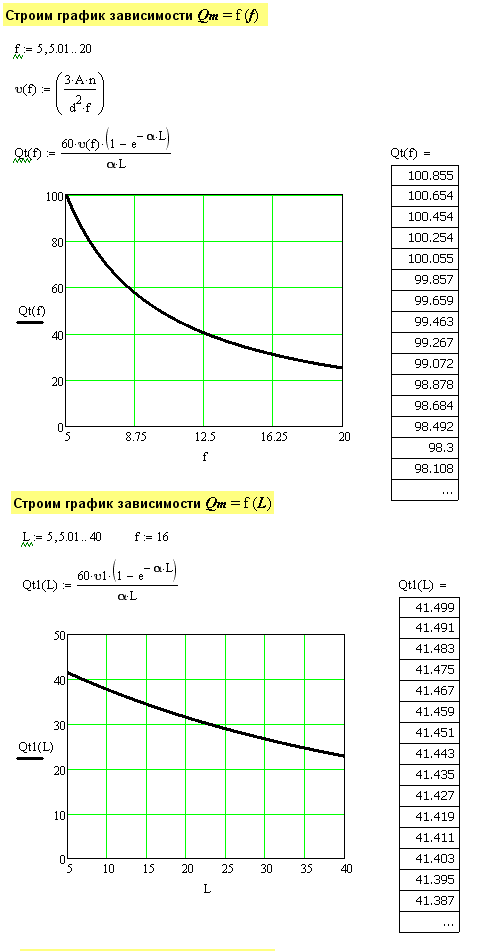 Строим график зависимости Qm = f (f)
f := 5, 5.01 .. 20
υ(f) := (3·A·n / d²·f)
Qt(f) := 60·υ(f)·(1 − e^(−α·L)) / α·L
Qt(f) =
100.855
100.654
100.454
100.254
100.055
99.857
99.659
99.463
99.267
99.072
98.878
98.684
98.492
98.3
98.108
...
100
80
60
40
20
0
Qt(f)
5 8.75 12.5 16.25 20
f
Строим график зависимости Qm = f (L)
L := 5, 5.01 .. 40 f := 16
Qt1(L) := 60·υ1·(1 − e^(−α·L)) / α·L
Qt1(L) =
41.499
41.491
41.483
41.475
41.467
41.459
41.451
41.443
41.435
41.427
41.419
41.411
41.403
41.395
41.387
...
50
40
30
20
10
0
Qt1(L)
5 10 15 20 25 30 35 40
L